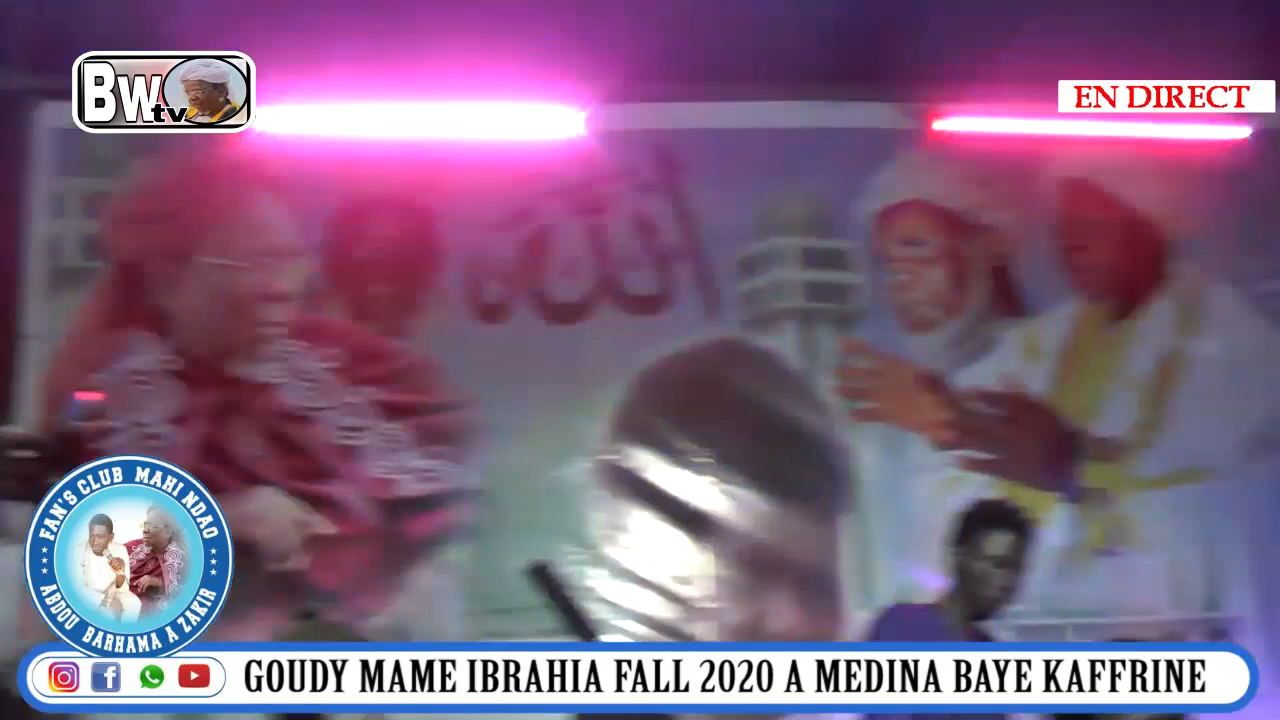 BW tv
EN DIRECT
الله
FAN'S CLUB MAHI NDAO
ABDOU BARHAMA A ZAKIR
GOUDY MAME IBRAHIA FALL 2020 A MEDINA BAYE KAFFRINE